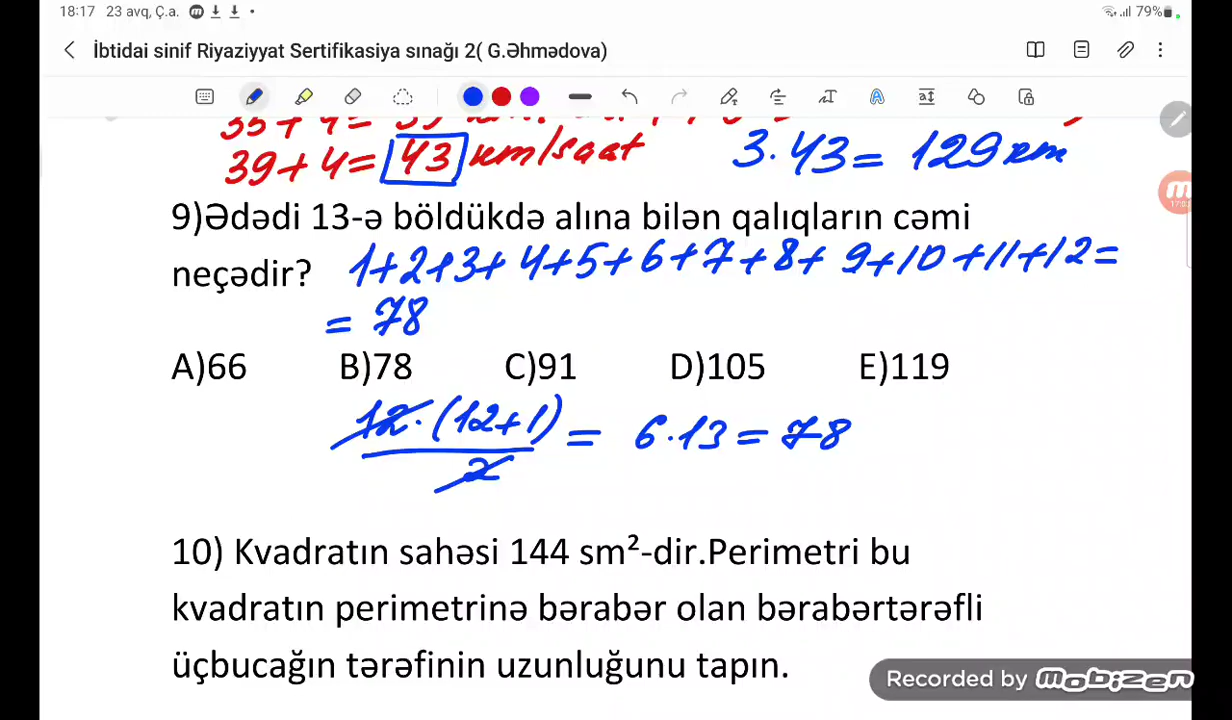 18:17 23 avq, Ç.a. 79%
İbtidai sinif Riyaziyyat Sertifikasiya sınağı 2( G.Əhmədova)
35+4= 39
39+4= 43 km/saat 3·43= 129 km
9)Ədədi 13-ə böldükdə alına bilən qalıqların cəmi
neçədir? 1+2+3+4+5+6+7+8+9+10+11+12=
= 78
A)66 B)78 C)91 D)105 E)119
12·(12+1)/2 = 6·13=78
10) Kvadratın sahəsi 144 sm²-dir.Perimetri bu
kvadratın perimetrinə bərabər olan bərabərtərəfli
üçbucağın tərəfinin uzunluğunu tapın.
Recorded by mobizen